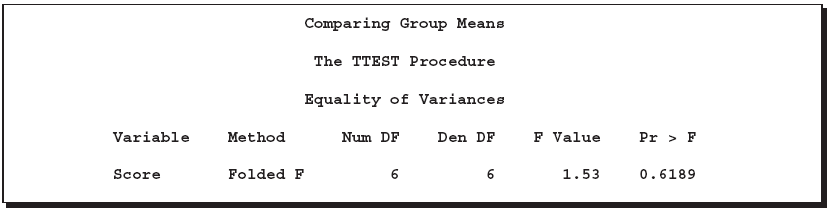 Comparing Group Means
The TTEST Procedure
Equality of Variances
Variable Method Num DF Den DF F Value Pr > F
Score Folded F 6 6 1.53 0.6189